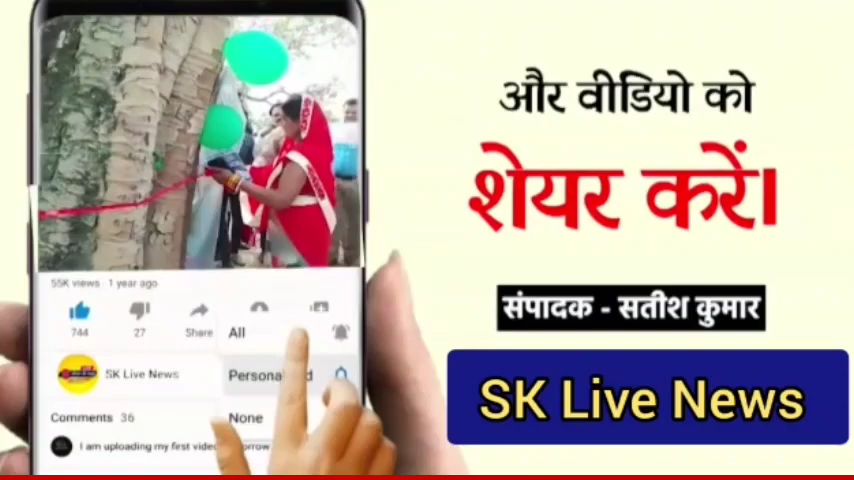 और वीडियो को
शेयर करें।
संपादक - सतीश कुमार
SK Live News
55K views · 1 year ago
744
27
Share
All
SK Live News
Personal
None
Comments 36
I am uploading my first video